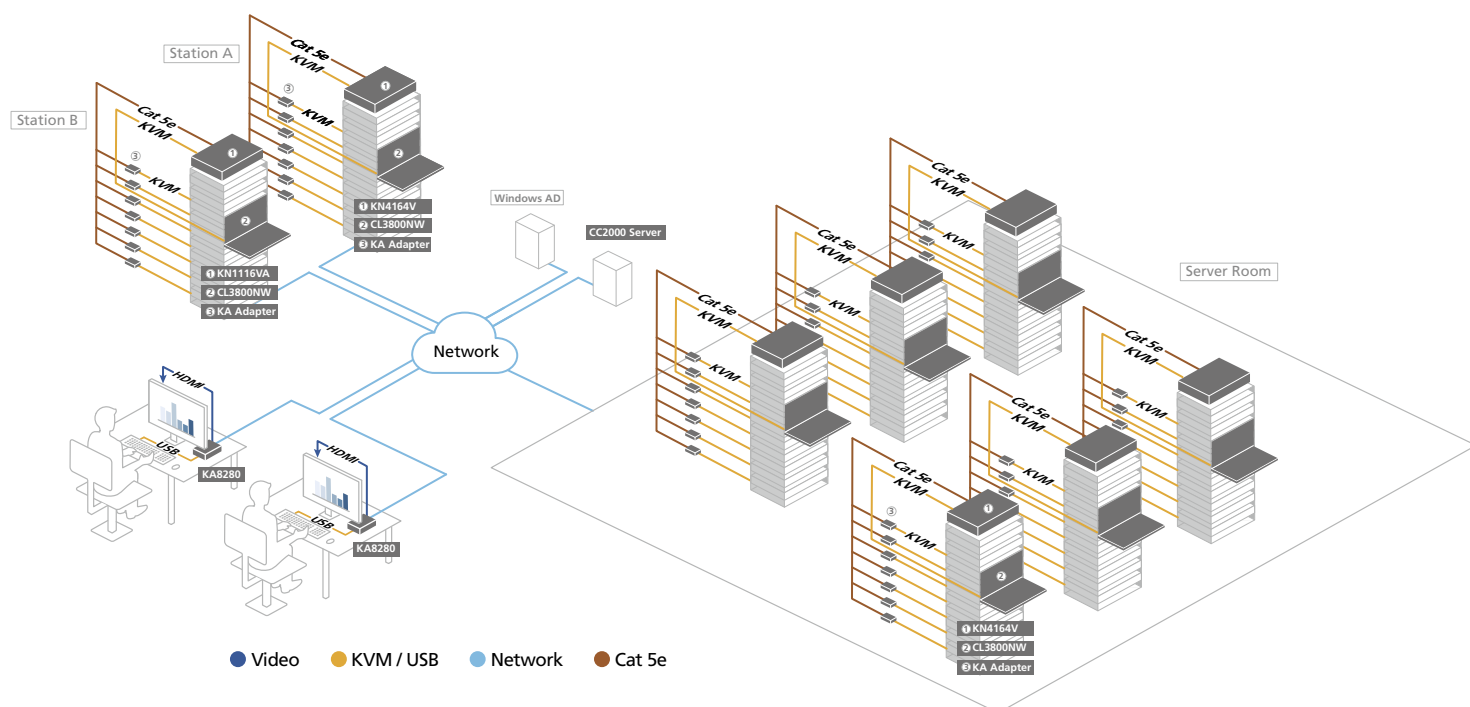 Station A
Cat 5e
KVM
③
KVM
❶
❷
❶ KN4164V
❷ CL3800NW
❸ KA Adapter
Station B
Cat 5e
KVM
③
KVM
❶
❷
❶ KN1116VA
❷ CL3800NW
❸ KA Adapter
Windows AD
CC2000 Server
Network
HDMI
USB
KA8280
HDMI
USB
KA8280
Server Room
Cat 5e
KVM
KVM
Cat 5e
KVM
KVM
Cat 5e
KVM
KVM
Cat 5e
KVM
KVM
Cat 5e
KVM
KVM
Cat 5e
KVM
③
KVM
❶
❷
❶ KN4164V
❷ CL3800NW
❸ KA Adapter
Video
KVM / USB
Network
Cat 5e